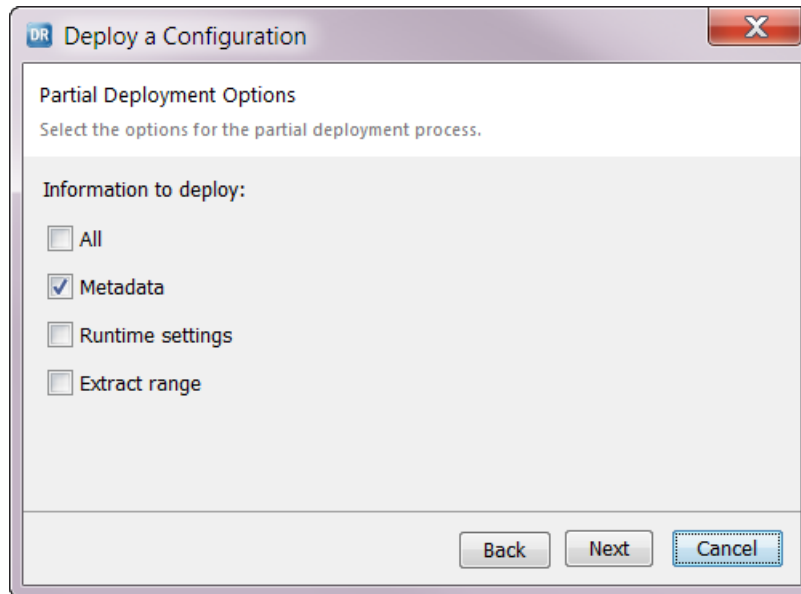 DR Deploy a Configuration X
Partial Deployment Options
Select the options for the partial deployment process.
Information to deploy:
All
Metadata
Runtime settings
Extract range
Back Next Cancel